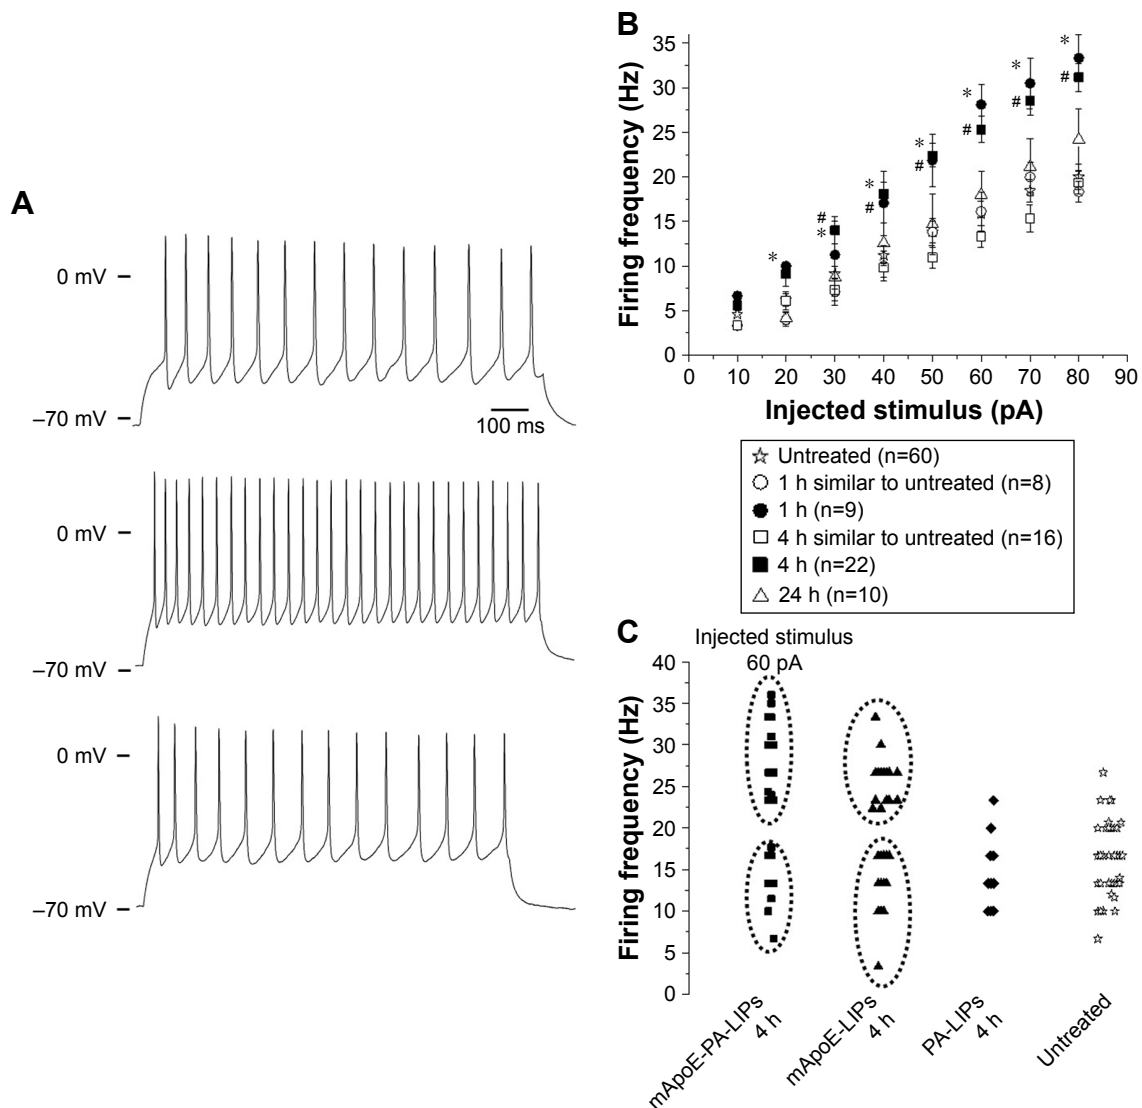 A
0 mV
–70 mV
100 ms
0 mV
–70 mV
0 mV
–70 mV
B
Firing frequency (Hz)
35
30
25
20
15
10
5
0
* * * * * * *
# # # # # #
0 10 20 30 40 50 60 70 80 90
Injected stimulus (pA)
Untreated (n=60)
1 h similar to untreated (n=8)
1 h (n=9)
4 h similar to untreated (n=16)
4 h (n=22)
24 h (n=10)
C
Injected stimulus
60 pA
Firing frequency (Hz)
40
35
30
25
20
15
10
5
0
mApoE-PA-LIPs
4 h
mApoE-LIPs
4 h
PA-LIPs
4 h
Untreated